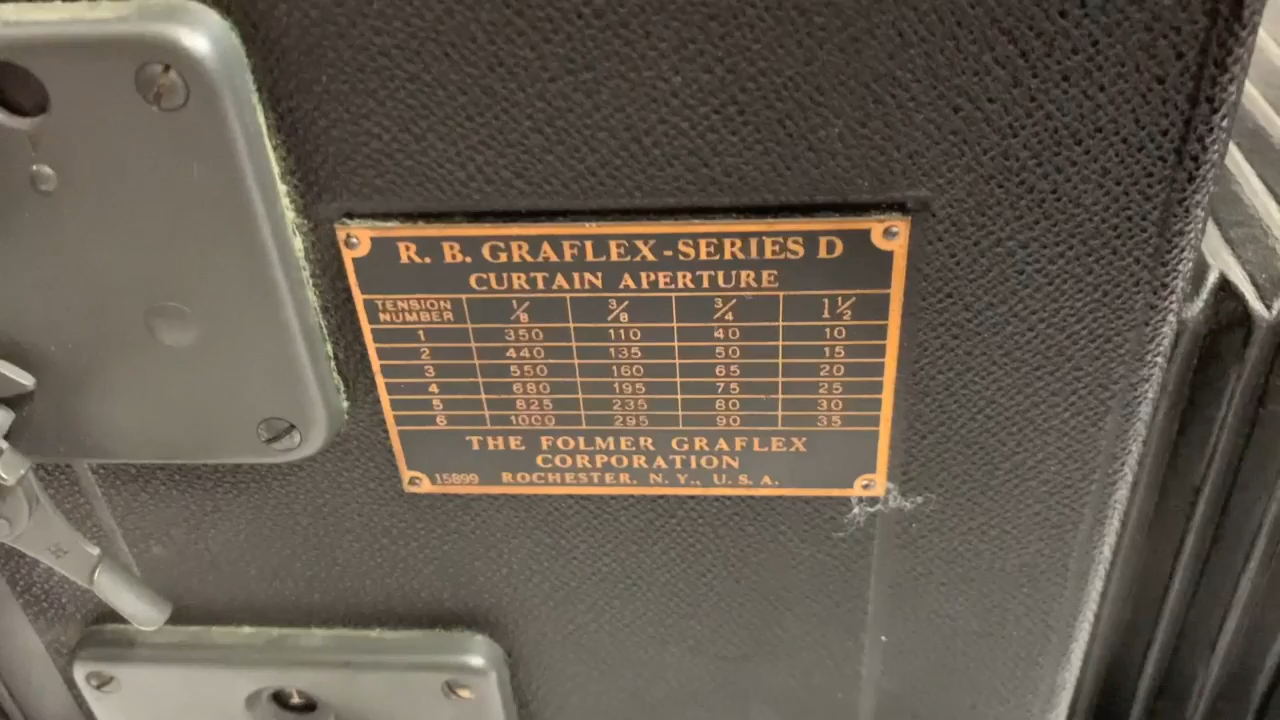 R. B. GRAFLEX-SERIES D
CURTAIN APERTURE
TENSION NUMBER 1/8 3/8 3/4 1 1/2
1 350 110 40 10
2 440 135 50 15
3 550 160 65 20
4 680 195 75 25
5 825 235 80 30
6 1000 295 90 35
THE FOLMER GRAFLEX
CORPORATION
15899 ROCHESTER, N. Y., U. S. A.